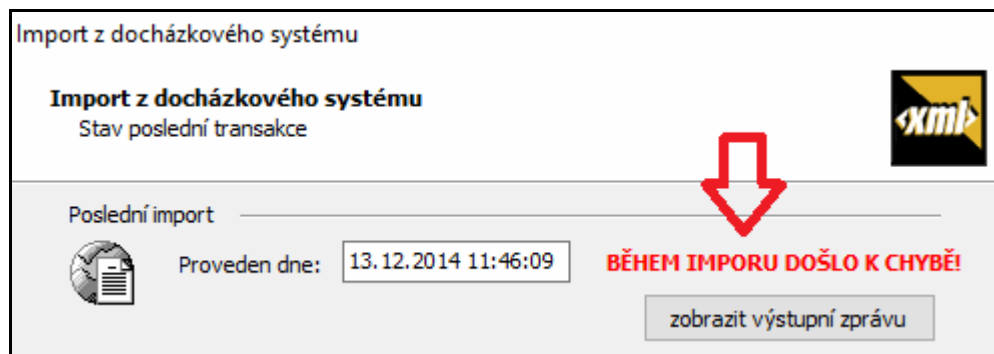 Import z docházkového systému
Import z docházkového systému
Stav poslední transakce
<xml>
Poslední import
Proveden dne: 13.12.2014 11:46:09 BĚHEM IMPORU DOŠLO K CHYBĚ!
zobrazit výstupní zprávu